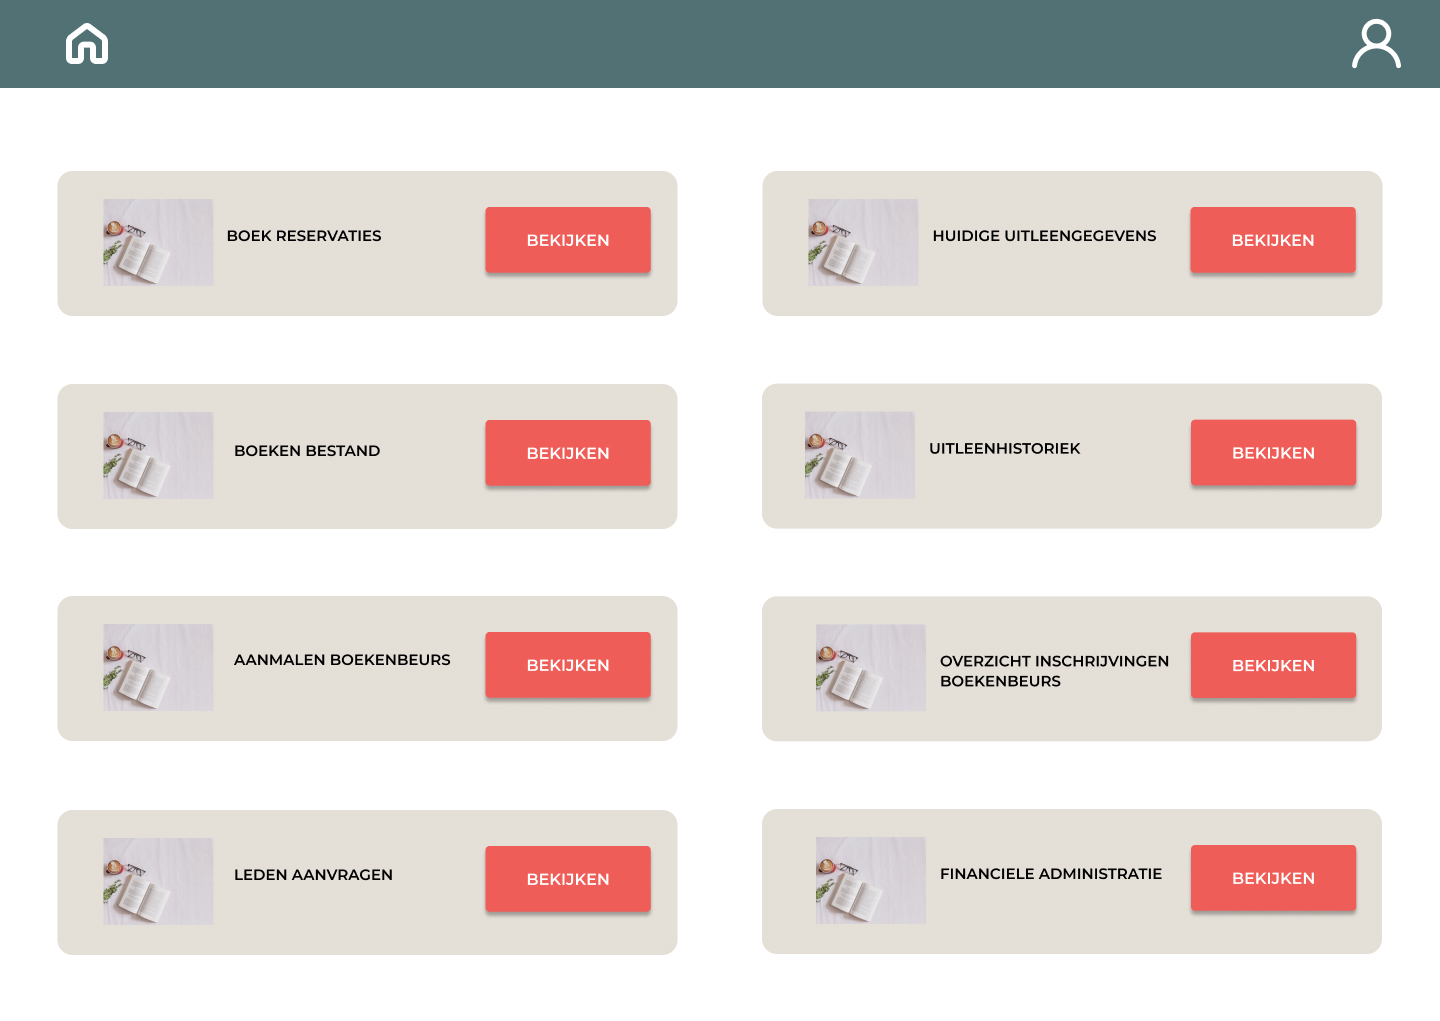 BOEK RESERVATIES
BEKIJKEN
HUIDIGE UITLEENGEGEVENS
BEKIJKEN
BOEKEN BESTAND
BEKIJKEN
UITLEENHISTORIEK
BEKIJKEN
AANMALEN BOEKENBEURS
BEKIJKEN
OVERZICHT INSCHRIJVINGEN
BOEKENBEURS
BEKIJKEN
LEDEN AANVRAGEN
BEKIJKEN
FINANCIELE ADMINISTRATIE
BEKIJKEN